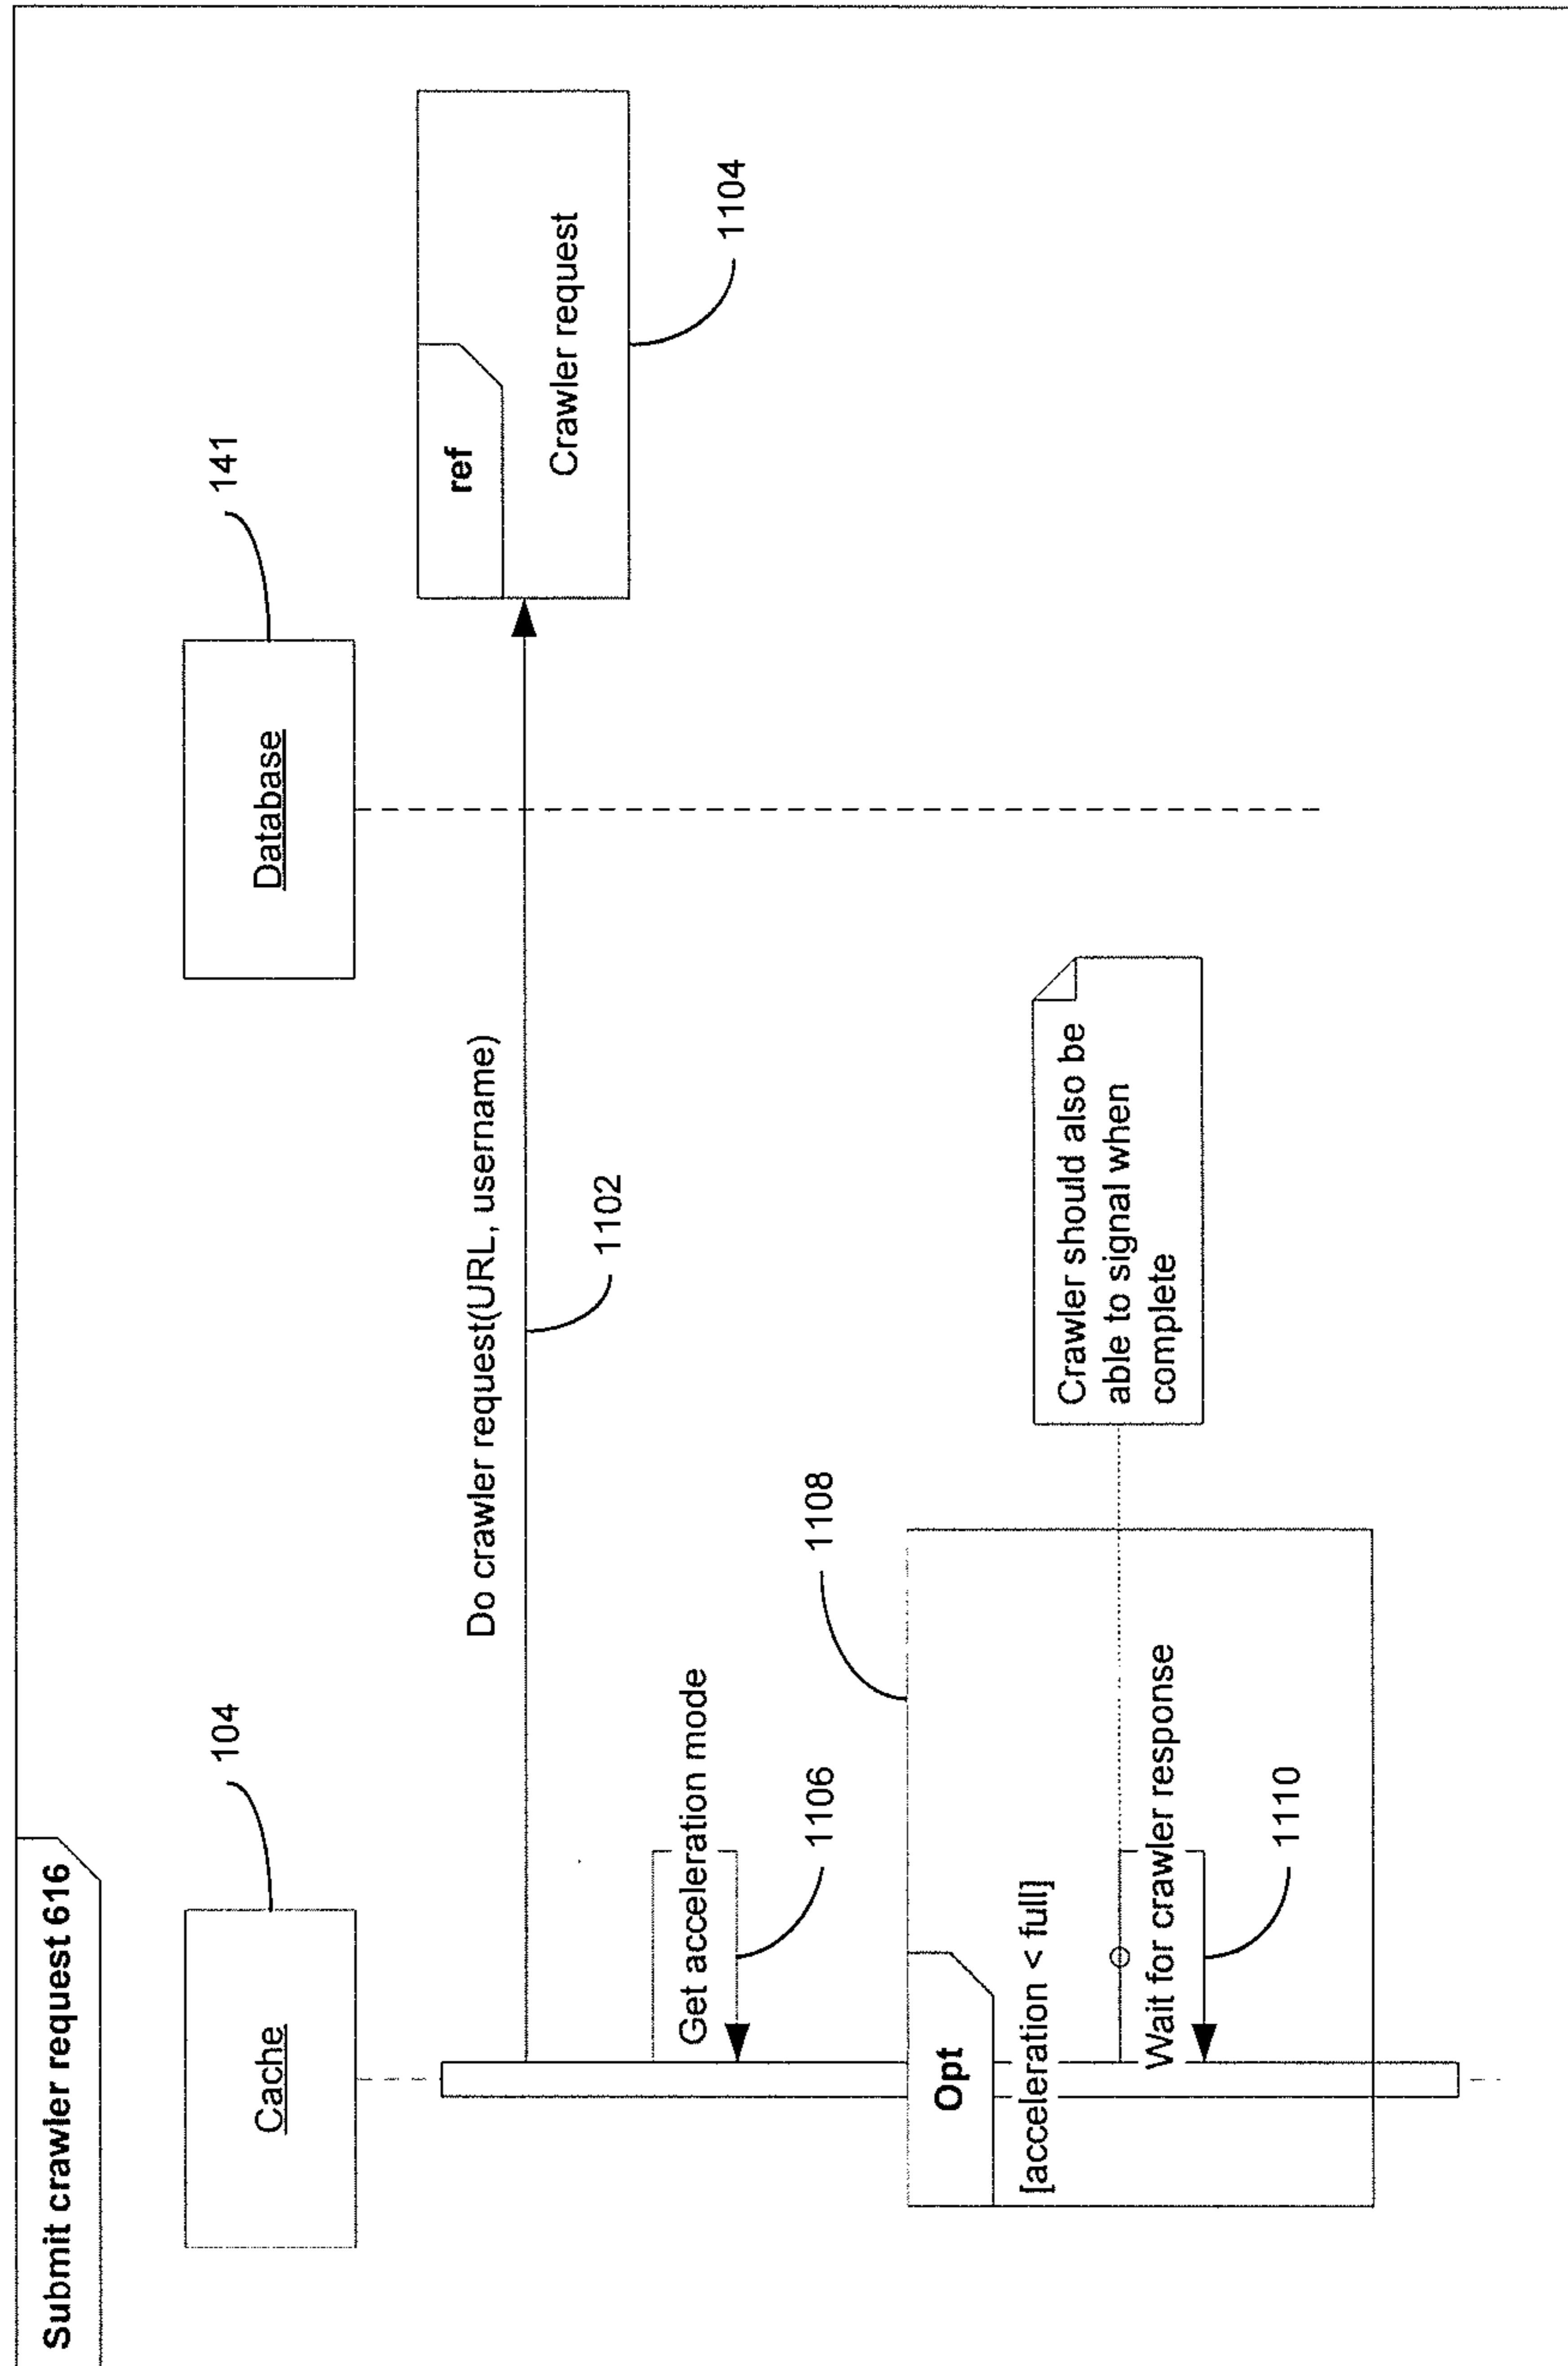 Submit crawler request 616
104
141
Cache
Database
Do crawler request(URL, username)
1102
ref
Crawler request
1104
Get acceleration mode
1106
1108
Opt
[acceleration < full]
Crawler should also be
able to signal when
complete
Wait for crawler response
1110